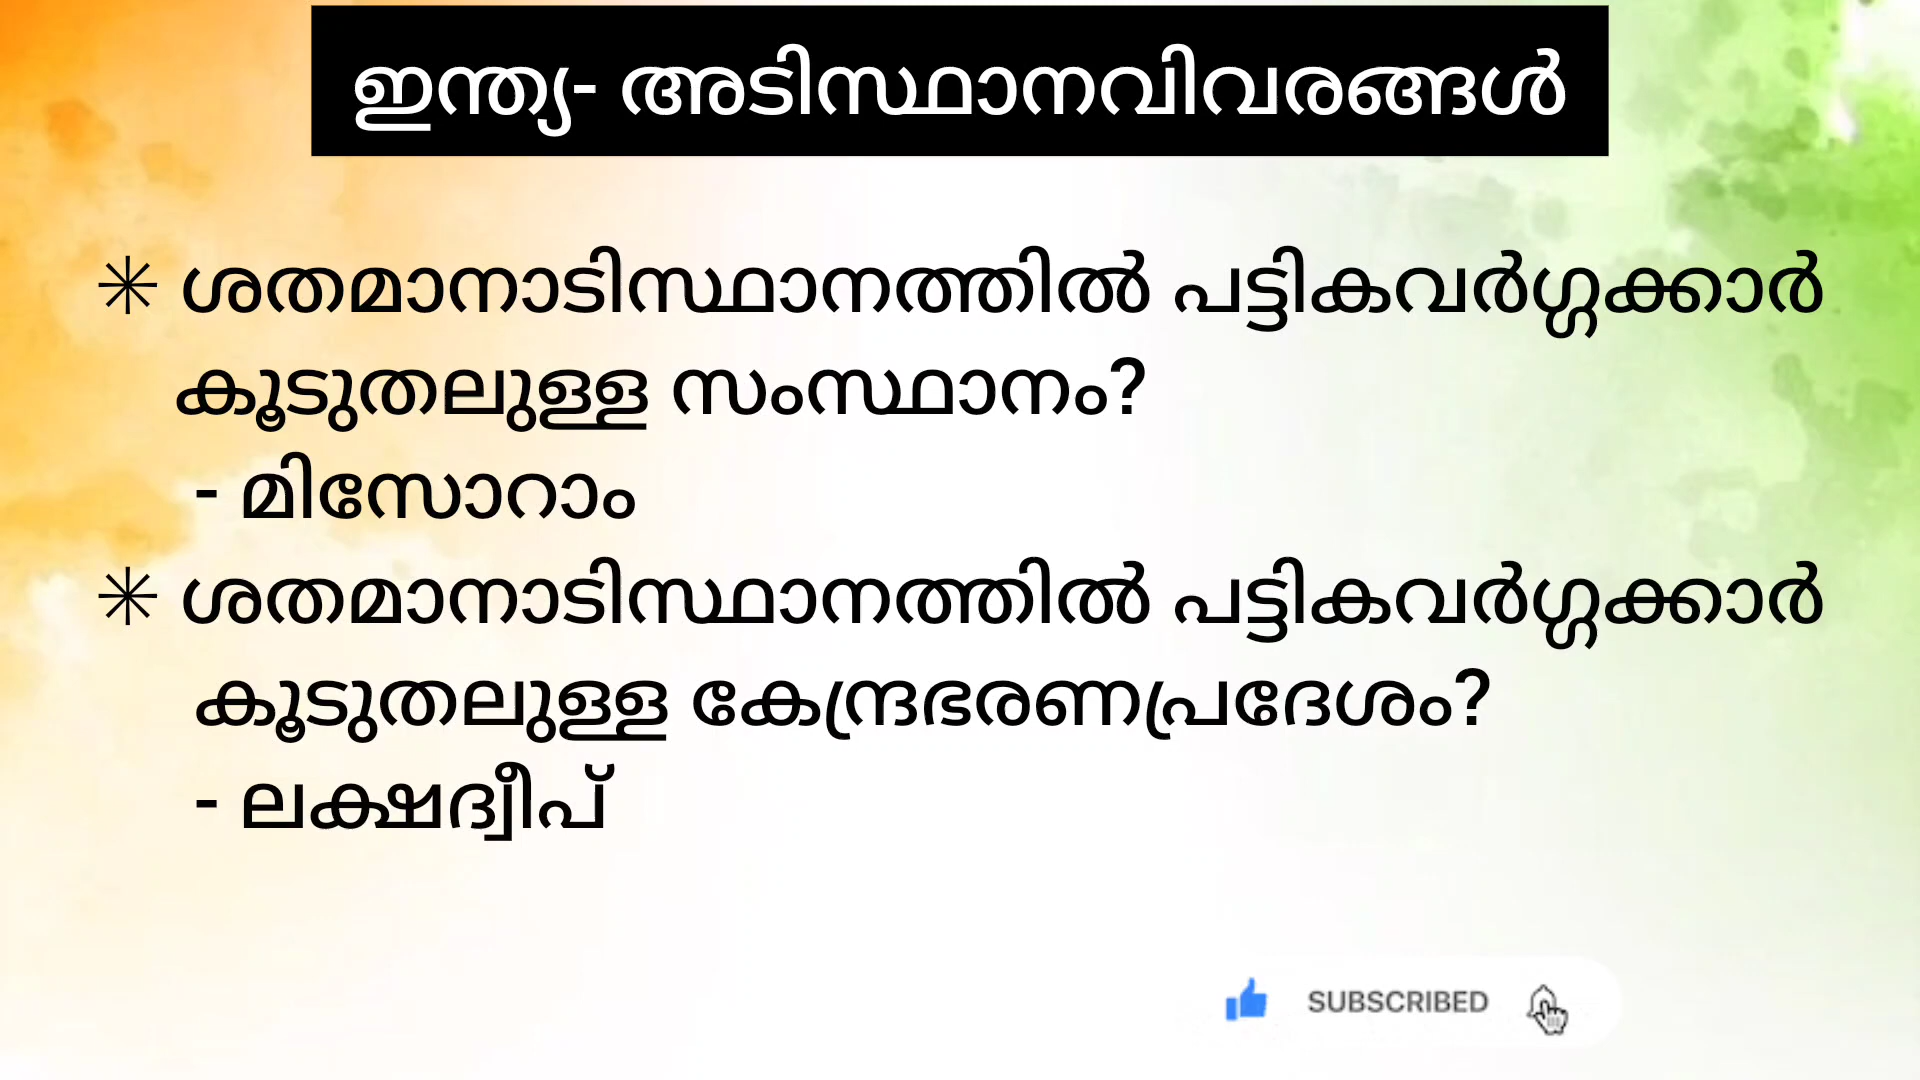 ഇന്ത്യ- അടിസ്ഥാനവിവരങ്ങൾ
✳ ശതമാനാടിസ്ഥാനത്തിൽ പട്ടികവർഗ്ഗക്കാർ
കൂടുതലുള്ള സംസ്ഥാനം?
- മിസോറാം
✳ ശതമാനാടിസ്ഥാനത്തിൽ പട്ടികവർഗ്ഗക്കാർ
കൂടുതലുള്ള കേന്ദ്രഭരണപ്രദേശം?
- ലക്ഷദ്വീപ്
SUBSCRIBED